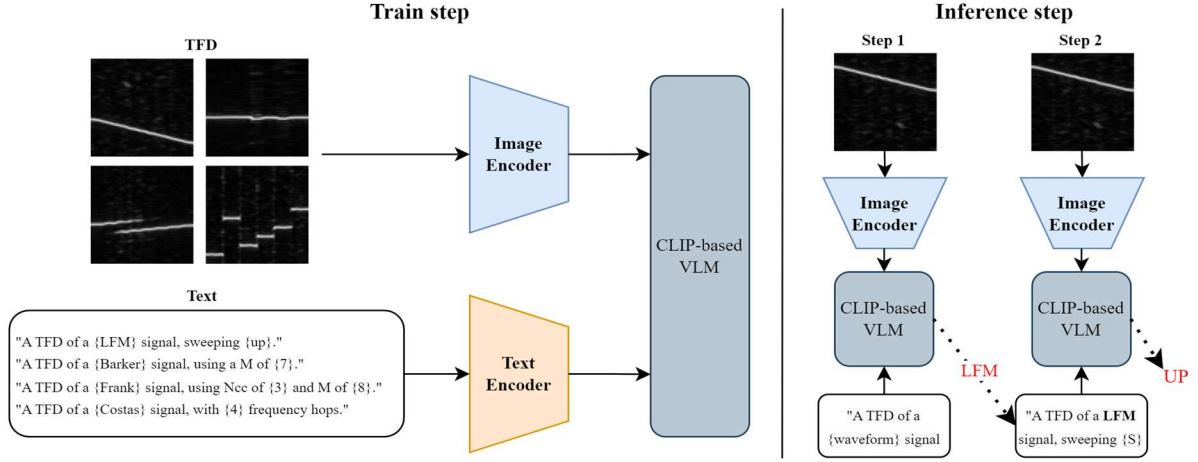 Train step
TFD
Image
Encoder
CLIP-based
VLM
Text
"A TFD of a {LFM} signal, sweeping {up}."
"A TFD of a {Barker} signal, using a M of {7}."
"A TFD of a {Frank} signal, using Ncc of {3} and M of {8}."
"A TFD of a {Costas} signal, with {4} frequency hops."
Text
Encoder
Inference step
Step 1
Image
Encoder
CLIP-based
VLM
LFM
"A TFD of a
{waveform} signal
Step 2
Image
Encoder
CLIP-based
VLM
UP
"A TFD of a LFM
signal, sweeping {S}